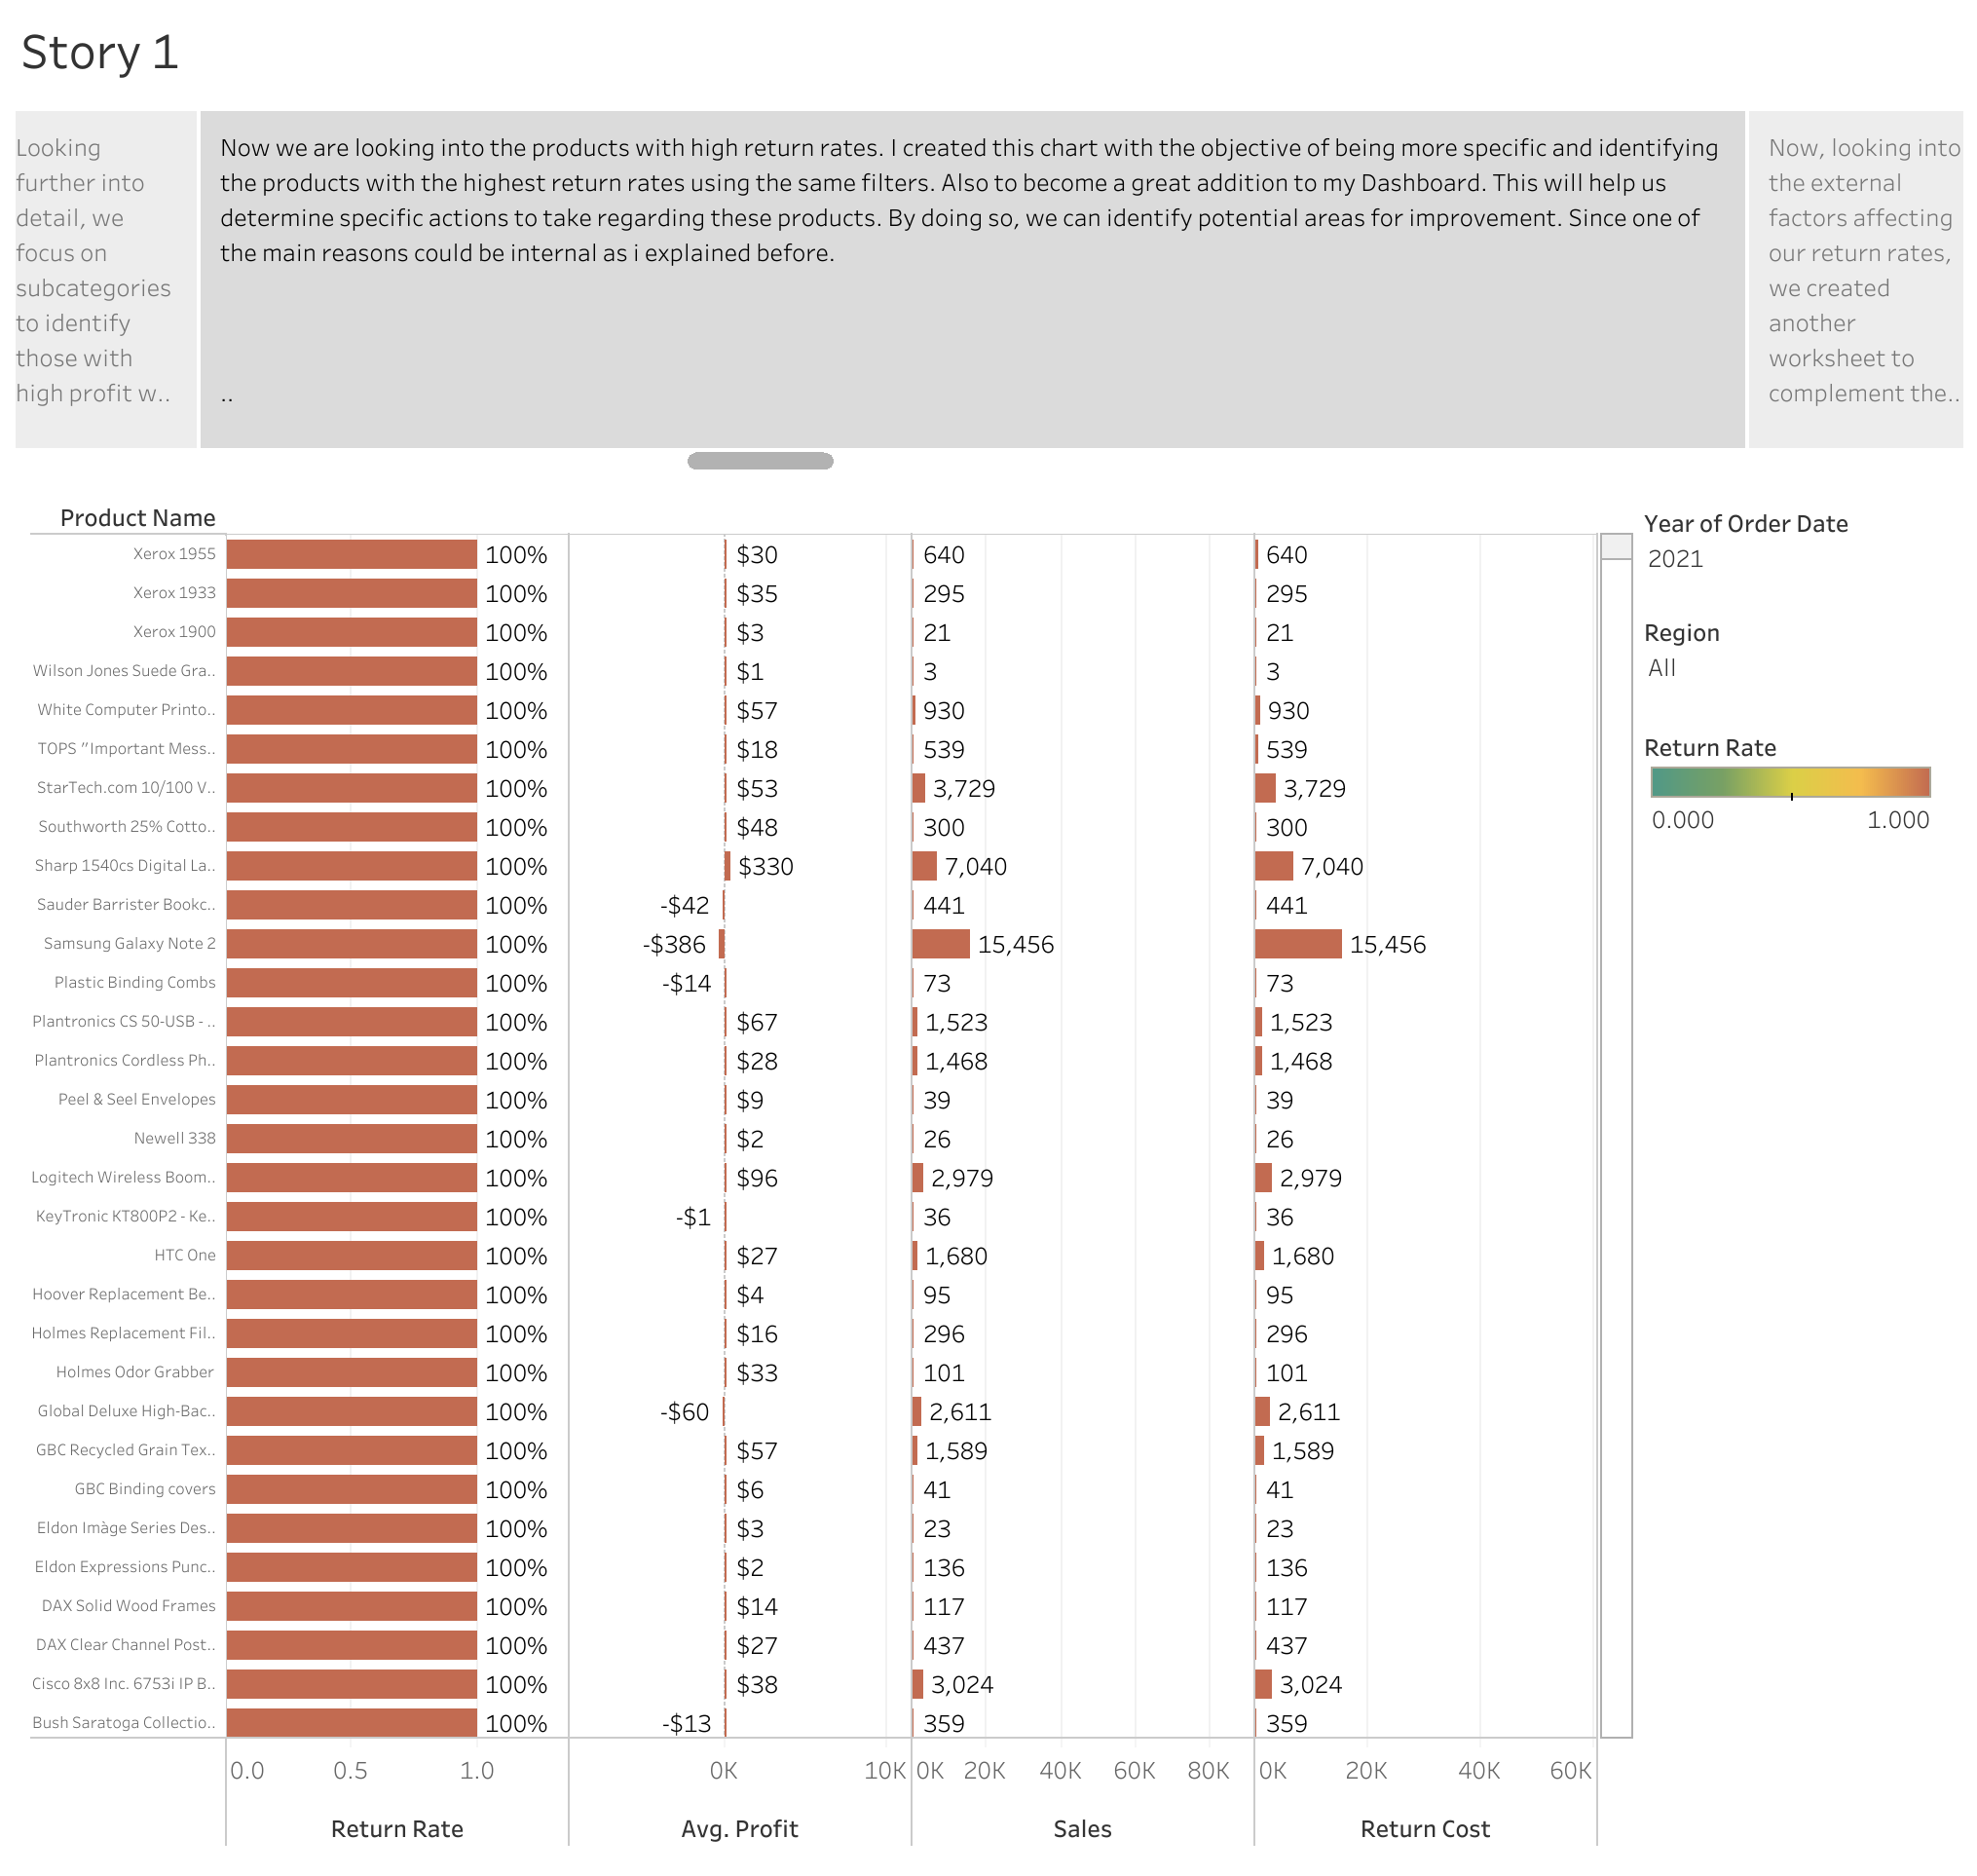 Story 1
Looking
further into
detail, we
focus on
subcategories
to identify
those with
high profit w..
Now we are looking into the products with high return rates. I created this chart with the objective of being more specific and identifying
the products with the highest return rates using the same filters. Also to become a great addition to my Dashboard. This will help us
determine specific actions to take regarding these products. By doing so, we can identify potential areas for improvement. Since one of
the main reasons could be internal as i explained before.
..
Now, looking into
the external
factors affecting
our return rates,
we created
another
worksheet to
complement the..
Product Name
Xerox 1955 100% $30 640 640
Xerox 1933 100% $35 295 295
Xerox 1900 100% $3 21 21
Wilson Jones Suede Gra.. 100% $1 3 3
White Computer Printo.. 100% $57 930 930
TOPS "Important Mess.. 100% $18 539 539
StarTech.com 10/100 V.. 100% $53 3,729 3,729
Southworth 25% Cotto.. 100% $48 300 300
Sharp 1540cs Digital La.. 100% $330 7,040 7,040
Sauder Barrister Bookc.. 100% -$42 441 441
Samsung Galaxy Note 2 100% -$386 15,456 15,456
Plastic Binding Combs 100% -$14 73 73
Plantronics CS 50-USB - .. 100% $67 1,523 1,523
Plantronics Cordless Ph.. 100% $28 1,468 1,468
Peel & Seel Envelopes 100% $9 39 39
Newell 338 100% $2 26 26
Logitech Wireless Boom.. 100% $96 2,979 2,979
KeyTronic KT800P2 - Ke.. 100% -$1 36 36
HTC One 100% $27 1,680 1,680
Hoover Replacement Be.. 100% $4 95 95
Holmes Replacement Fil.. 100% $16 296 296
Holmes Odor Grabber 100% $33 101 101
Global Deluxe High-Bac.. 100% -$60 2,611 2,611
GBC Recycled Grain Tex.. 100% $57 1,589 1,589
GBC Binding covers 100% $6 41 41
Eldon Imàge Series Des.. 100% $3 23 23
Eldon Expressions Punc.. 100% $2 136 136
DAX Solid Wood Frames 100% $14 117 117
DAX Clear Channel Post.. 100% $27 437 437
Cisco 8x8 Inc. 6753i IP B.. 100% $38 3,024 3,024
Bush Saratoga Collectio.. 100% -$13 359 359
0.0 0.5 1.0 0K 10K 0K 20K 40K 60K 80K 0K 20K 40K 60K
Return Rate Avg. Profit Sales Return Cost
Year of Order Date
2021
Region
All
Return Rate
0.000 1.000